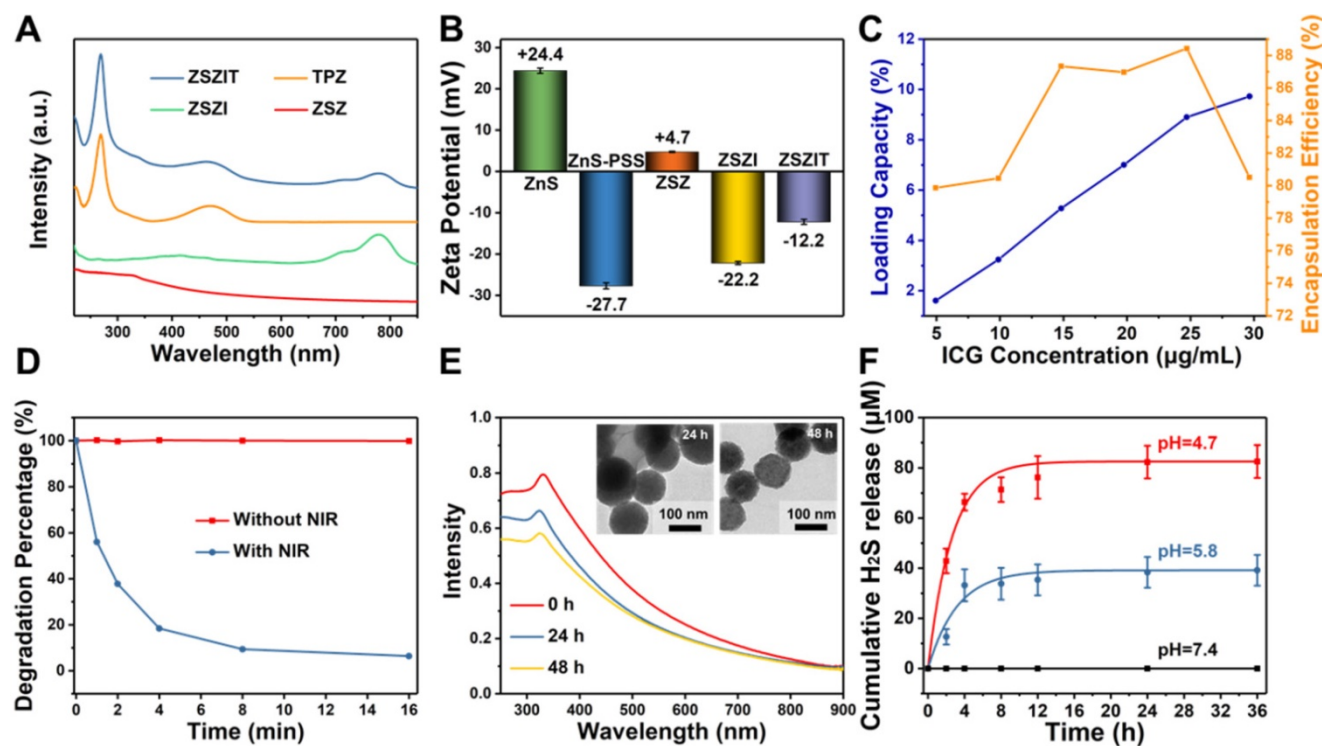 A
Intensity (a.u.)
ZSZIT
TPZ
ZSZI
ZSZ
300 400 500 600 700 800
Wavelength (nm)
B
Zeta Potential (mV)
30
20
10
0
-10
-20
-30
+24.4
ZnS
ZnS-PSS
-27.7
+4.7
ZSZ
ZSZI
-22.2
ZSZIT
-12.2
C
Loading Capacity (%)
12
10
8
6
4
2
Encapsulation Efficiency (%)
88
86
84
82
80
78
76
74
72
5 10 15 20 25 30
ICG Concentration (μg/mL)
D
Degradation Percentage (%)
100
80
60
40
20
0
Without NIR
With NIR
0 2 4 6 8 10 12 14 16
Time (min)
E
Intensity
1.0
0.8
0.6
0.4
0.2
0.0
24 h
100 nm
48 h
100 nm
0 h
24 h
48 h
300 400 500 600 700 800 900
Wavelength (nm)
F
Cumulative H₂S release (μM)
100
80
60
40
20
0
pH=4.7
pH=5.8
pH=7.4
0 4 8 12 16 20 24 28 32 36
Time (h)